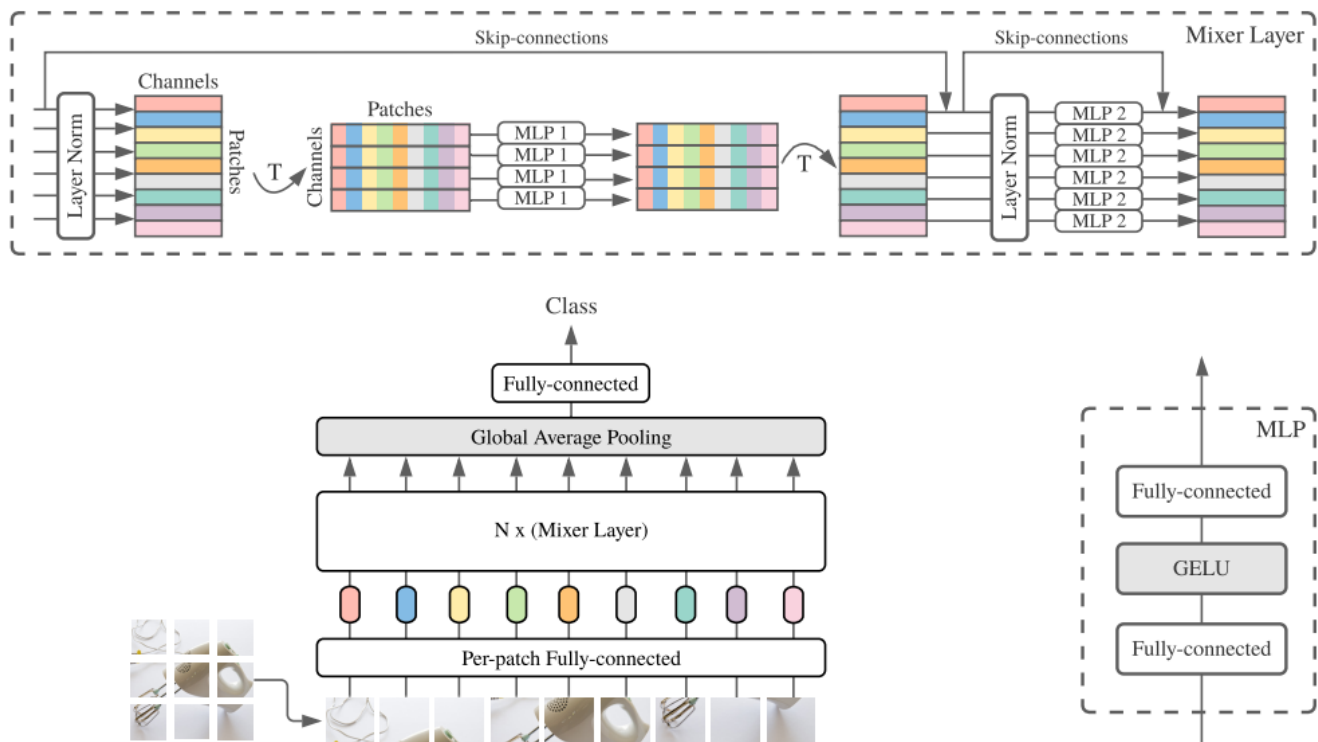 Skip-connections
Skip-connections
Mixer Layer
Channels
Layer Norm
Patches
T
Patches
Channels
MLP 1
MLP 1
MLP 1
MLP 1
T
Layer Norm
MLP 2
MLP 2
MLP 2
MLP 2
MLP 2
MLP 2
Class
Fully-connected
Global Average Pooling
N x (Mixer Layer)
Per-patch Fully-connected
MLP
Fully-connected
GELU
Fully-connected